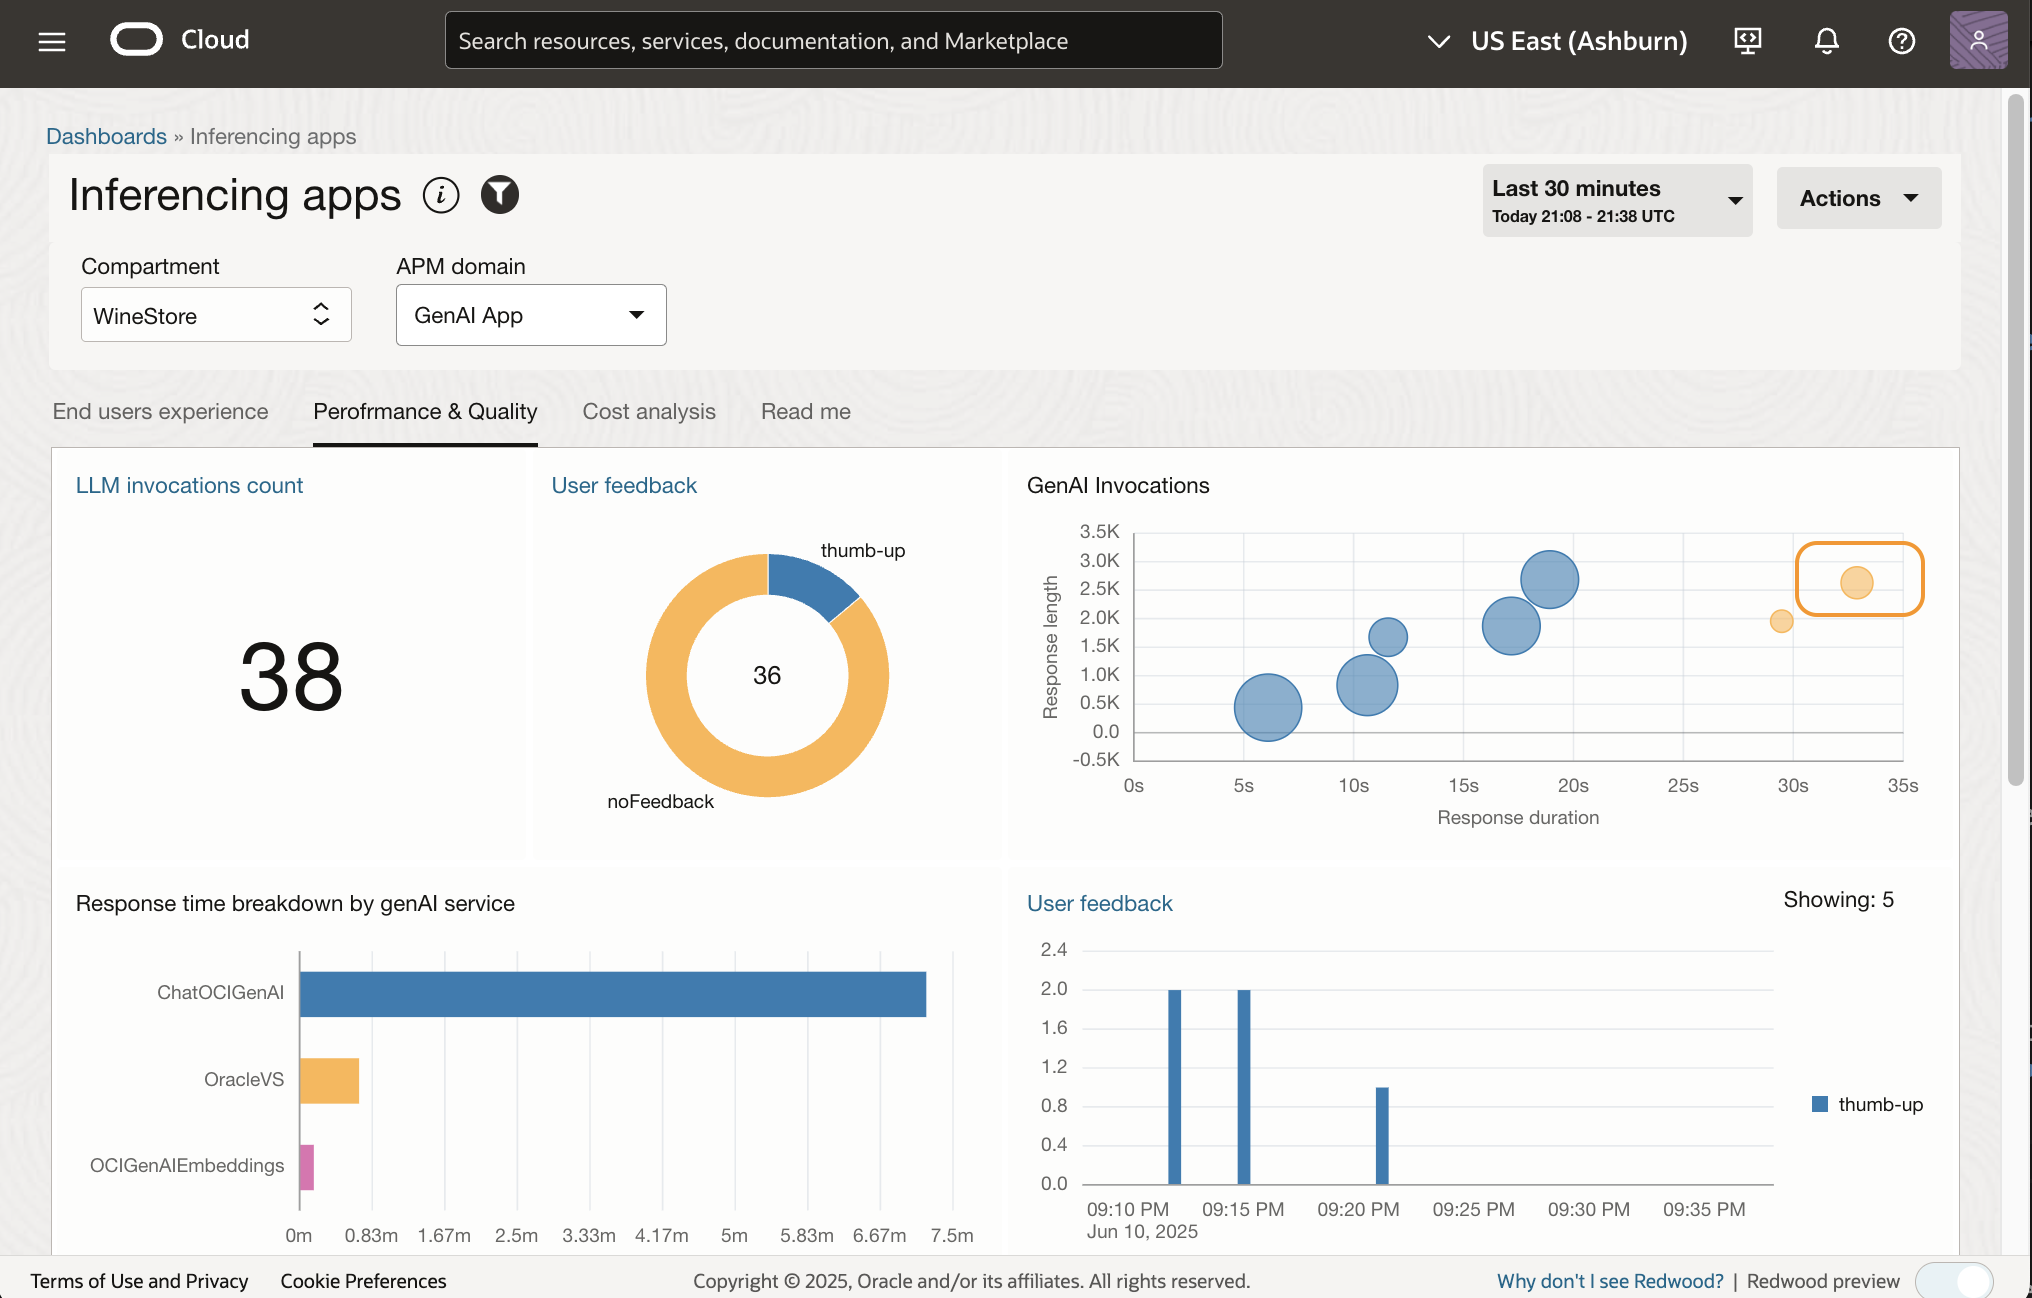 Cloud
Search resources, services, documentation, and Marketplace
US East (Ashburn)
Dashboards » Inferencing apps
Inferencing apps
Last 30 minutes
Today 21:08 - 21:38 UTC
Actions
Compartment
APM domain
WineStore
GenAI App
End users experience
Perofrmance & Quality
Cost analysis
Read me
LLM invocations count
38
User feedback
thumb-up
36
noFeedback
GenAI Invocations
Response length
3.5K
3.0K
2.5K
2.0K
1.5K
1.0K
0.5K
0.0
-0.5K
0s 5s 10s 15s 20s 25s 30s 35s
Response duration
Response time breakdown by genAI service
ChatOCIGenAI
OracleVS
OCIGenAIEmbeddings
0m 0.83m 1.67m 2.5m 3.33m 4.17m 5m 5.83m 6.67m 7.5m
User feedback
Showing: 5
2.4
2.0
1.6
1.2
0.8
0.4
0.0
09:10 PM 09:15 PM 09:20 PM 09:25 PM 09:30 PM 09:35 PM
Jun 10, 2025
thumb-up
Terms of Use and Privacy
Cookie Preferences
Copyright © 2025, Oracle and/or its affiliates. All rights reserved.
Why don't I see Redwood? | Redwood preview